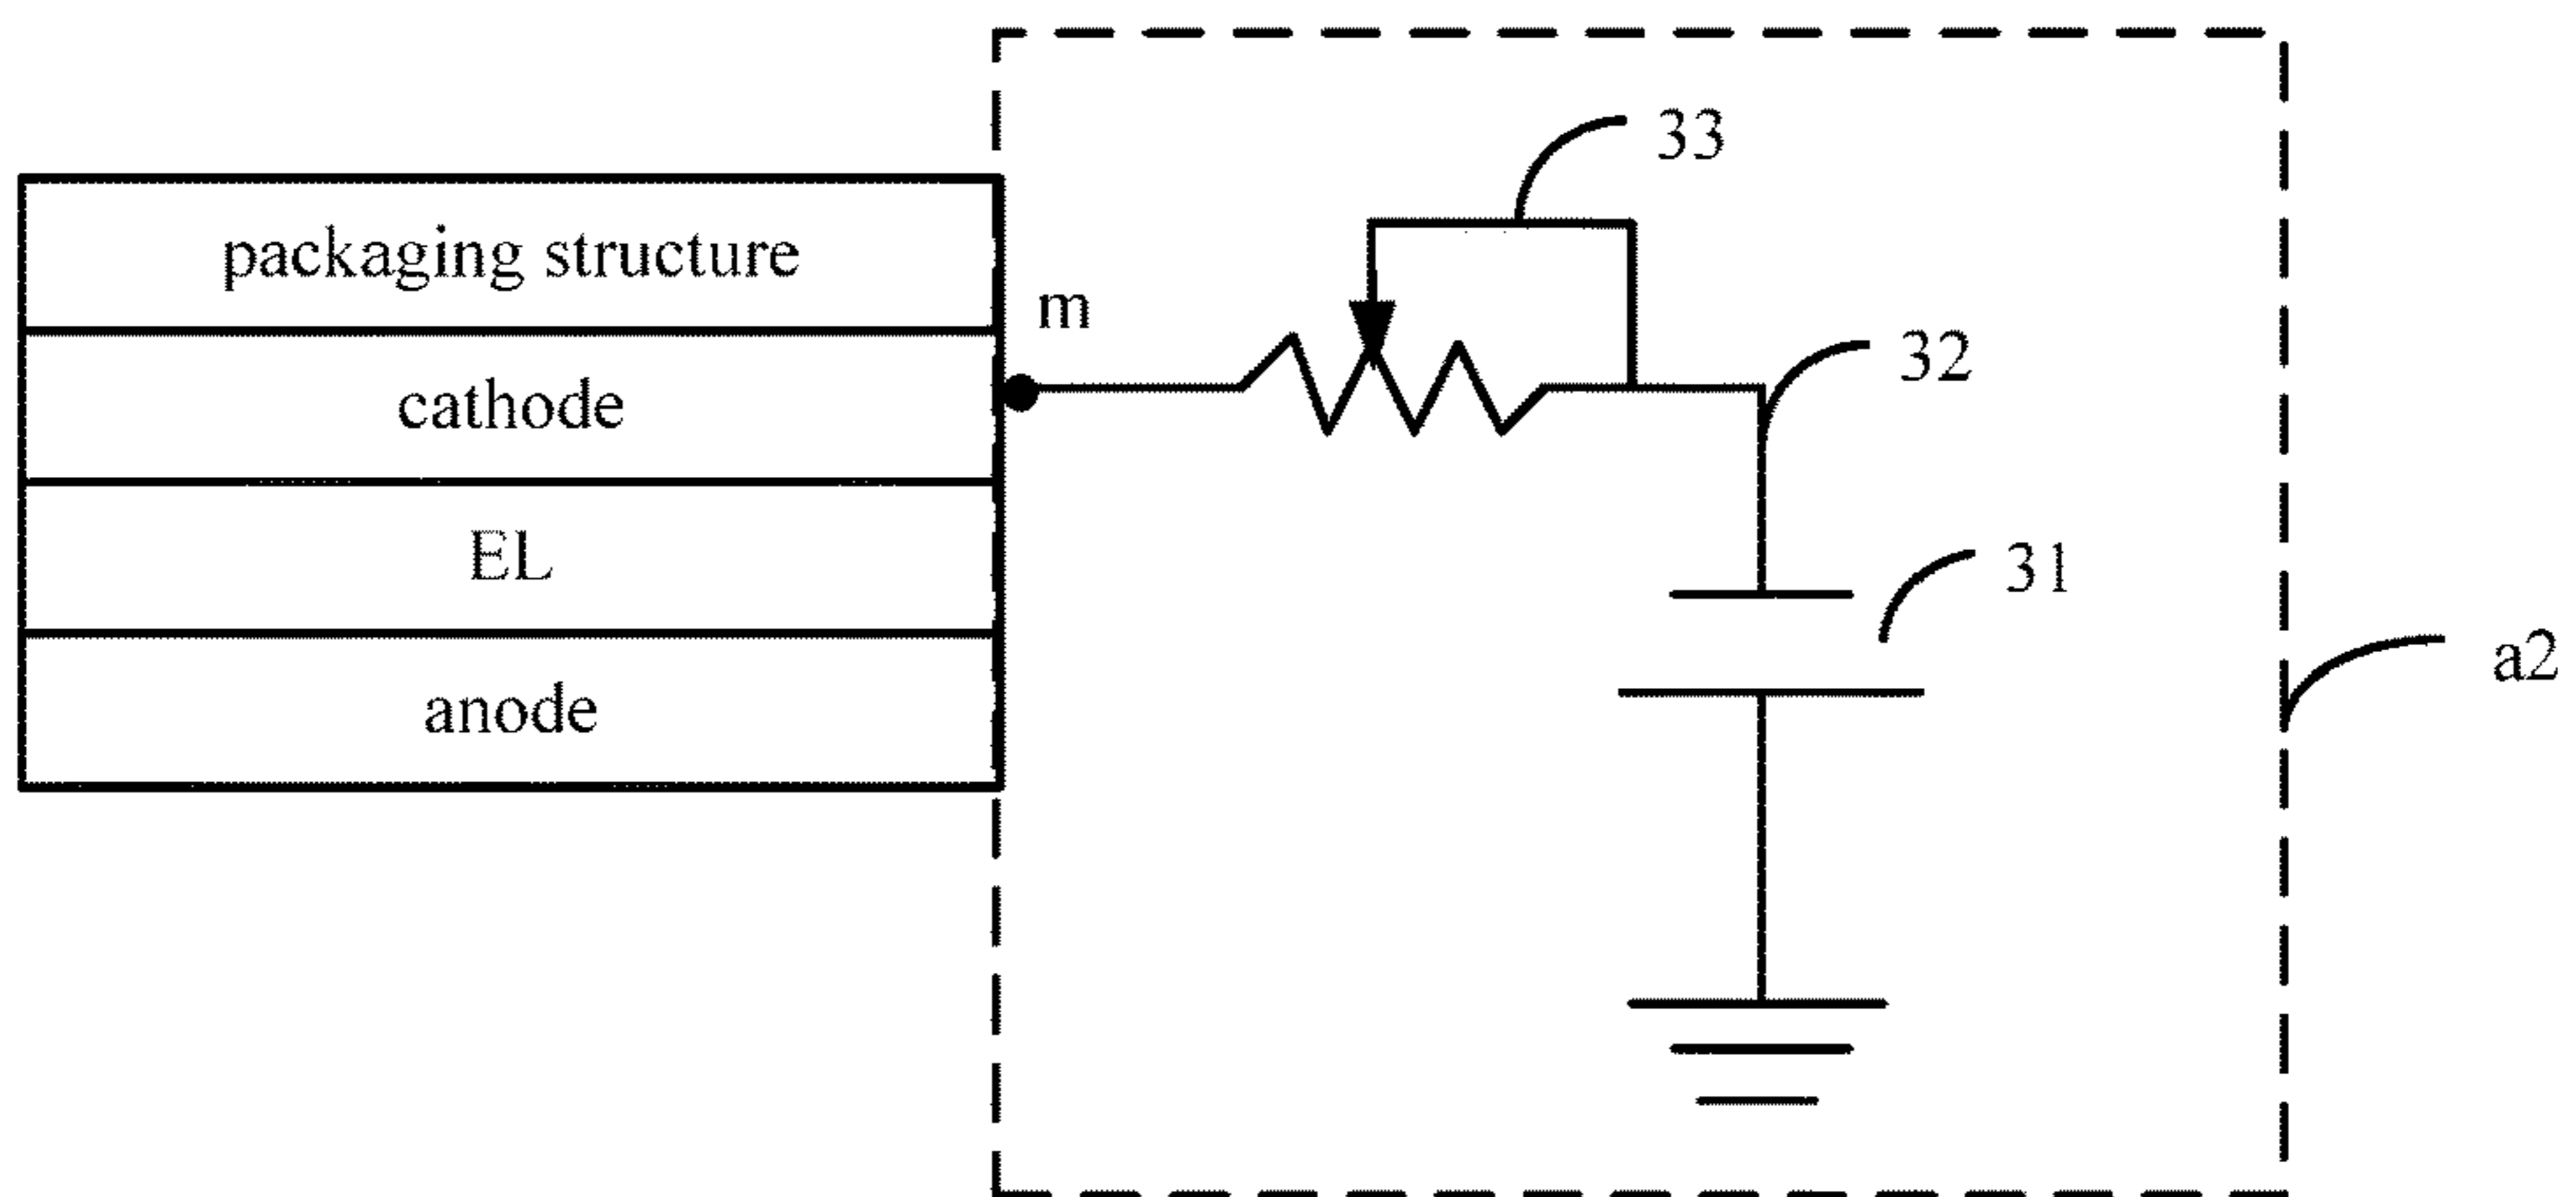 33
packaging structure
m
32
cathode
EL
31
a2
anode